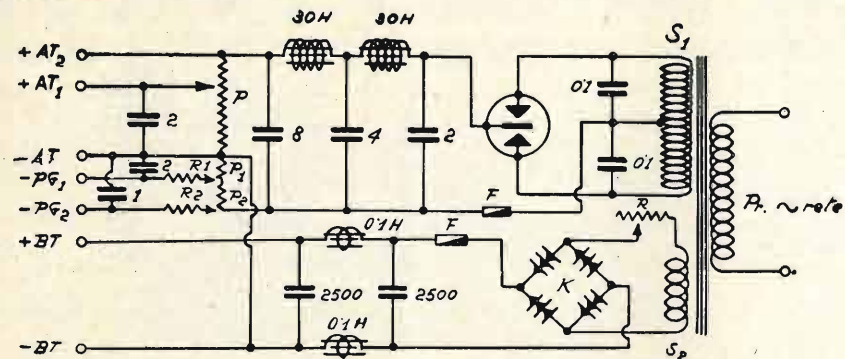 30H 30H
S1
+AT2
+AT1
P
2
8
4
2
0'1
0'1
-AT
-PG1
2
R1
P1
1
-PG2
R2
P2
F
+BT
0'1H
F
R
Pr. ~ rete
2500
2500
K
-BT
0'1H
S2